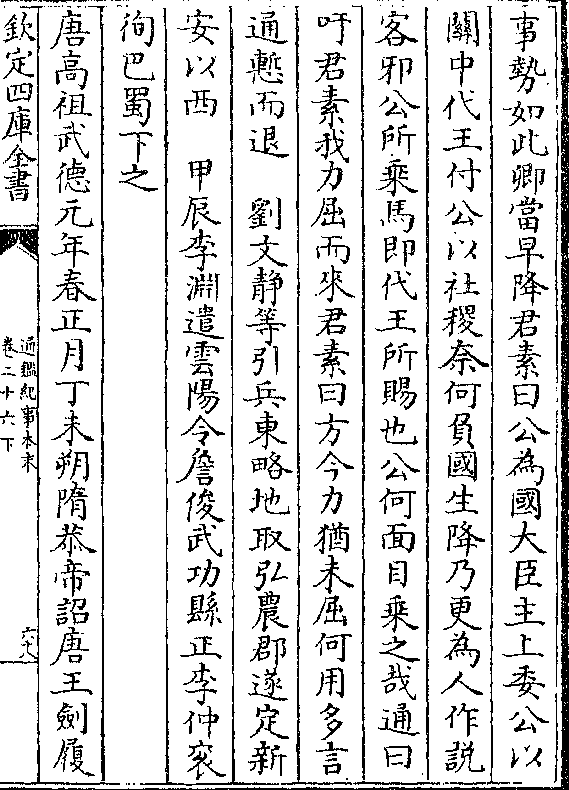 事勢如此卿當早降君素曰公為國大臣主上委公以
關中代王付公以社稷奈何負國生降乃更為人作說
客邪公所乘馬即代王所賜也公何面目乘之哉通曰
吁君素我力屈而來君素曰方今力猶未屈何用多言
通慙而退　劉文静等引兵東略地取弘農郡遂定新
安以西　甲辰李淵遣雲陽令詹俊武功縣正李仲衮
徇巴蜀下之
唐高祖武德元年春正月丁未朔隋恭帝詔唐王劍履
欽定四庫全書
通鑑紀事本末
卷二十六下